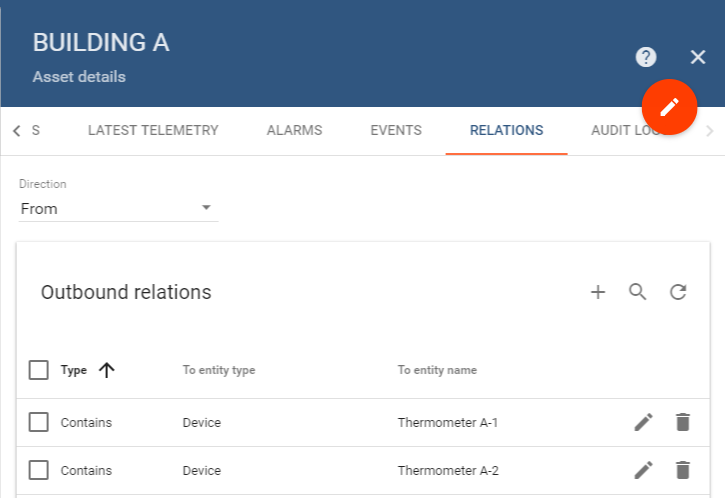 BUILDING A
Asset details
?
S LATEST TELEMETRY ALARMS EVENTS RELATIONS AUDIT LO
Direction
From
Outbound relations
Type To entity type To entity name
Contains Device Thermometer A-1
Contains Device Thermometer A-2